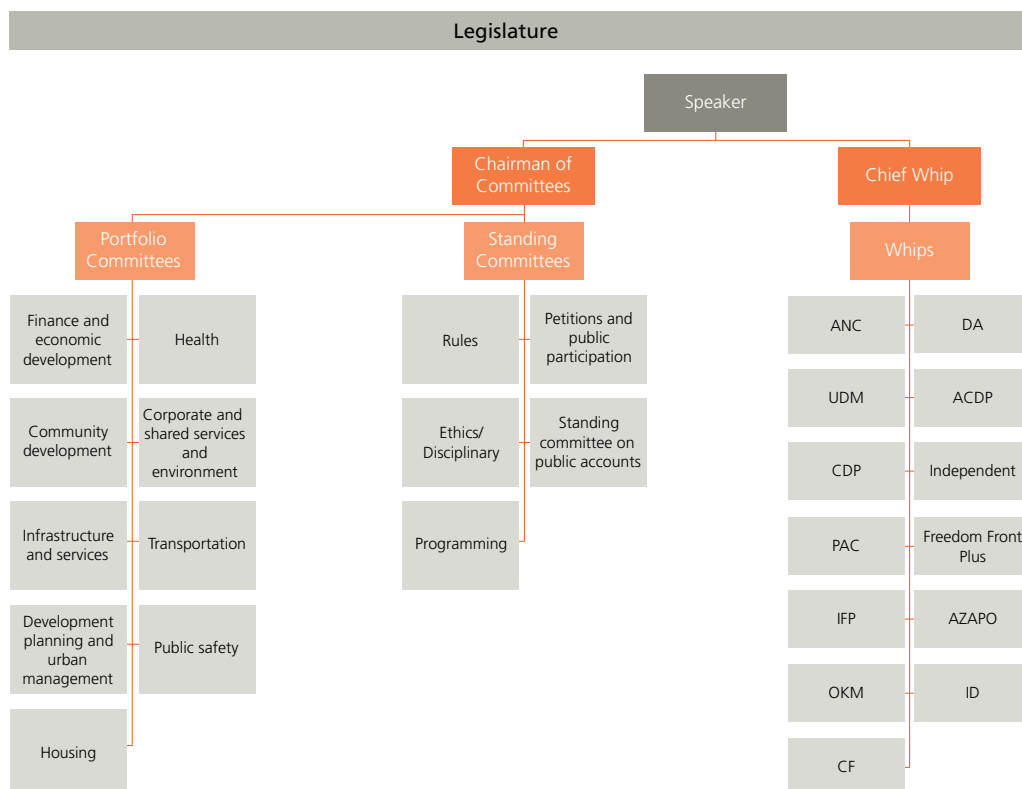 Legislature
Speaker
Chairman of
Committees
Chief Whip
Portfolio
Committees
Standing
Committees
Whips
Finance and
economic
development
Health
Community
development
Corporate and
shared services
and
environment
Infrastructure
and services
Transportation
Development
planning and
urban
management
Public safety
Housing
Rules
Petitions and
public
participation
Ethics/
Disciplinary
Standing
committee on
public accounts
Programming
ANC
DA
UDM
ACDP
CDP
Independent
PAC
Freedom Front
Plus
IFP
AZAPO
OKM
ID
CF